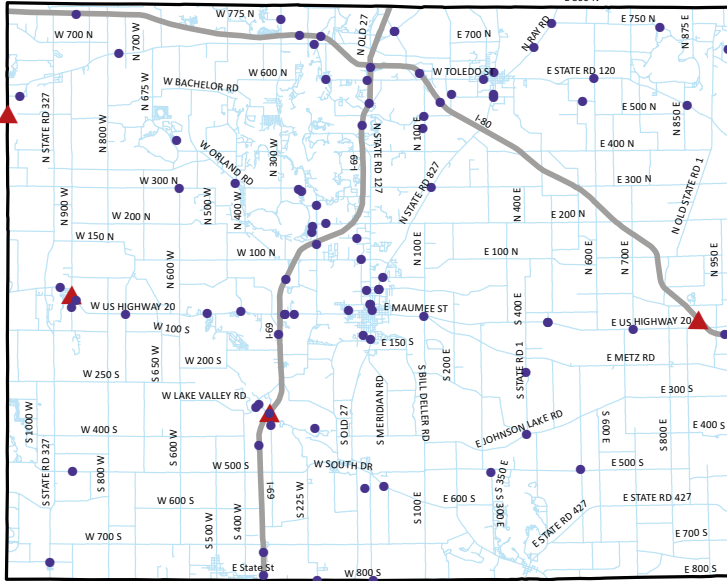 W 775 N
N OLD 27
E 750 N
N 875 E
W 700 N
N 700 W
E 700 N
N RAY RD
W 600 N
W TOLEDO ST
E STATE RD 120
W BACHELOR RD
N 675 W
N STATE RD 327
N 800 W
E 500 N
N 850 E
I-80
N 100 E
N STATE RD 127
E 400 N
W ORLAND RD
N 300 W
I-69
W 300 N
E 300 N
N STATE RD 827
N OLD STATE RD 1
N 900 W
N 500 W
N 400 W
N 400 E
W 200 N
E 200 N
W 150 N
W 100 N
N 100 E
E 100 N
N 600 W
N 600 E
N 700 E
N 950 E
W US HIGHWAY 20
E MAUMEE ST
S 400 E
E US HIGHWAY 20
W 100 S
I-69
E 150 S
S 650 W
W 200 S
S 200 E
E METZ RD
W 250 S
S STATE RD 1
E 300 S
W LAKE VALLEY RD
S OLD 27
S MERIDIAN RD
S BILL DELLER RD
S 1000 W
W 400 S
E JOHNSON LAKE RD
S 600 E
S 800 E
E 400 S
S STATE RD 327
S 800 W
S 600 W
W 500 S
W SOUTH DR
S 350 E
E 500 S
I-69
S 225 W
W 600 S
S 100 E
E 600 S
S 300 E
E STATE RD 427
E STATE RD 427
S 500 W
S 400 W
W 700 S
E 700 S
E State St
W 800 S
E 800 S